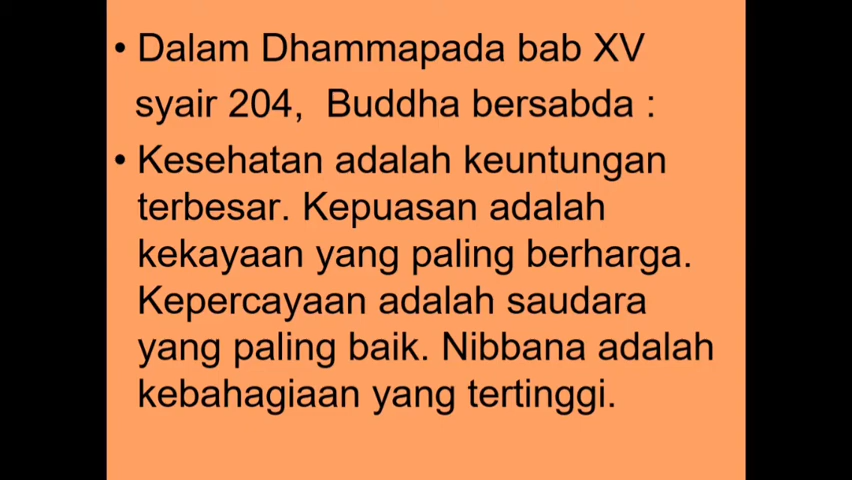 • Dalam Dhammapada bab XV
syair 204, Buddha bersabda :
• Kesehatan adalah keuntungan
terbesar. Kepuasan adalah
kekayaan yang paling berharga.
Kepercayaan adalah saudara
yang paling baik. Nibbana adalah
kebahagiaan yang tertinggi.